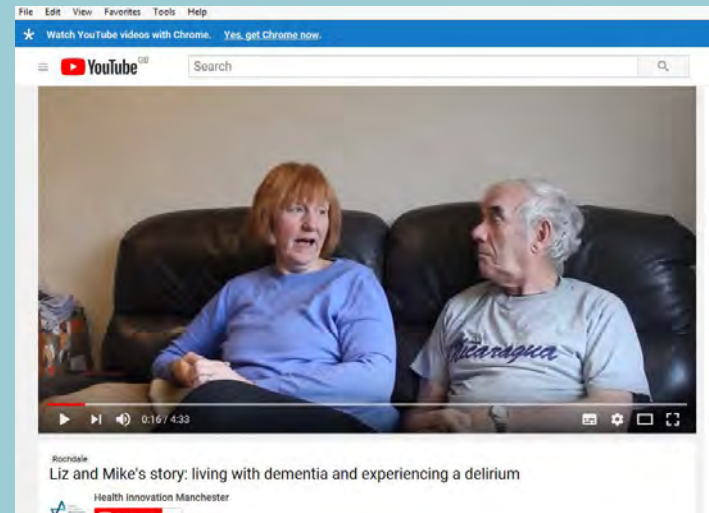 File Edit View Favorites Tools Help
Watch YouTube videos with Chrome. Yes, get Chrome now.
YouTube GB
Search
Nicaragua
0:16 / 4:33
Rochdale
Liz and Mike's story: living with dementia and experiencing a delirium
Health Innovation Manchester